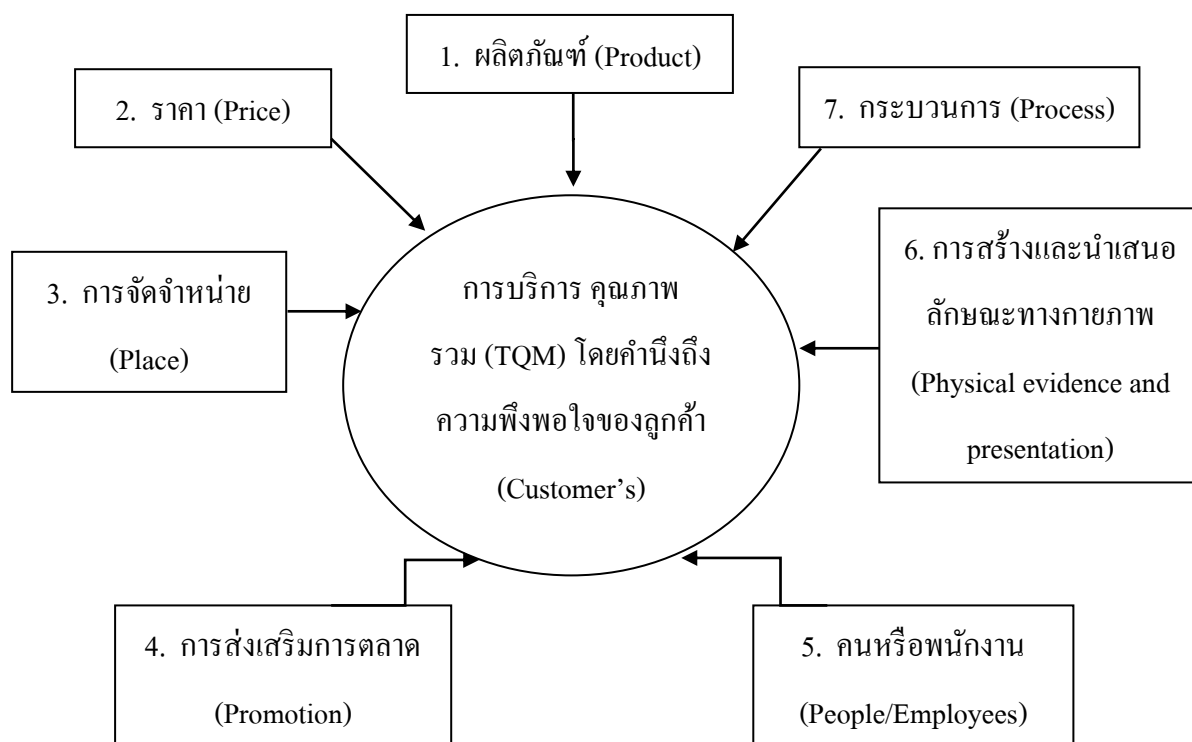 1. ผลิตภัณฑ์ (Product)
2. ราคา (Price)
7. กระบวนการ (Process)
3. การจัดจำหน่าย
(Place)
การบริการ คุณภาพ
รวม (TQM) โดยคำนึงถึง
ความพึงพอใจของลูกค้า
(Customer’s)
6. การสร้างและนำเสนอ
ลักษณะทางกายภาพ
(Physical evidence and
presentation)
4. การส่งเสริมการตลาด
(Promotion)
5. คนหรือพนักงาน
(People/Employees)